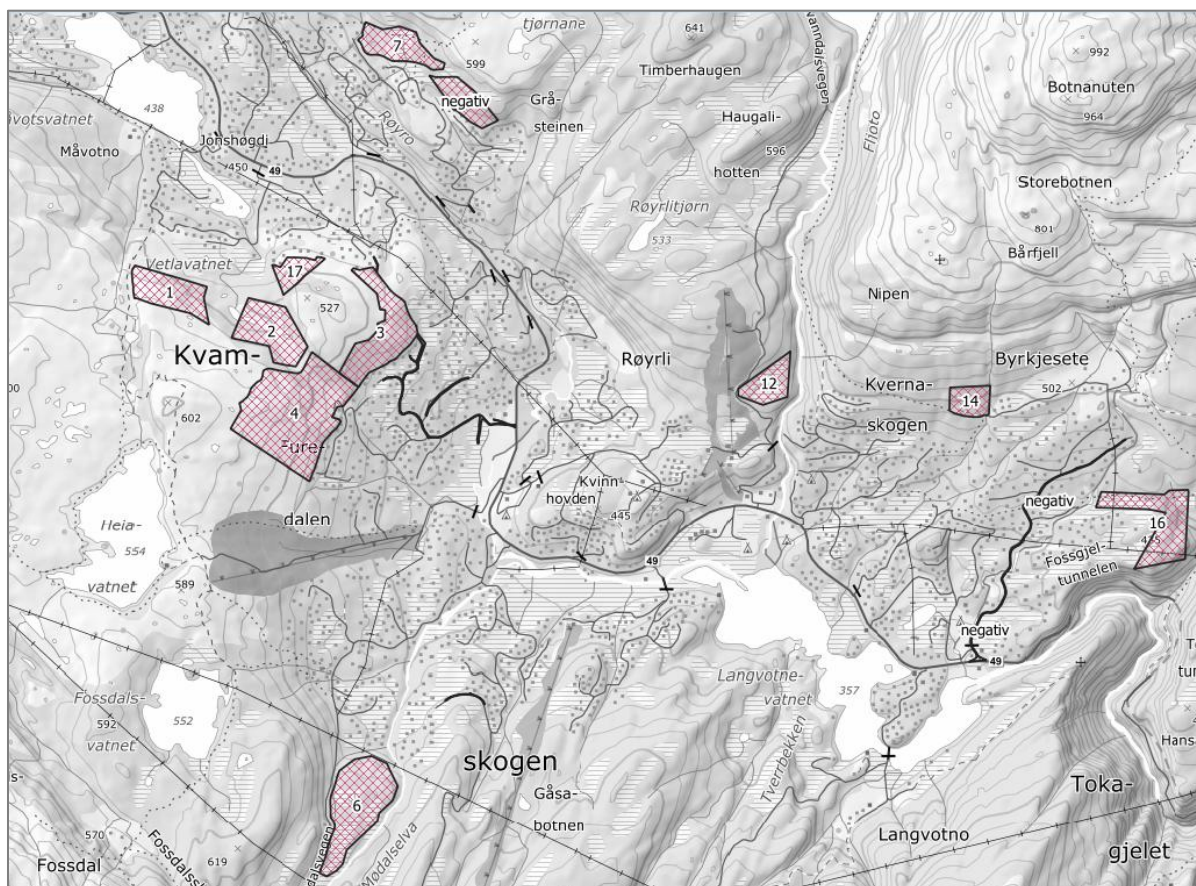 tjørnane
641
992
7
599
Timberhaugen
Botnanuten
negativ
Grå-
Haugali-
964
438
steinen
Røyro
Fljoto
Jonshøgdi
Måvotno
450
49
596
hotten
Storebotnen
Røyrlitjørn
533
801
Bårfjell
Vetlavatnet
17
1
527
Nipen
2
3
Kvam-
Røyrli
Byrkjesete
12
Kverna-
502
14
skogen
602
4
Fure-
Kvinn-
hovden
negativ
445
dalen
16
Heia-
554
Fossgjel-
vatnet
49
tunnelen
589
negativ
49
Langvotne-
vatnet
357
Fossdals-
592
552
vatnet
Tverrbekken
Hans
skogen
Toka-
6
Gåsa-
botnen
570
Langvotno
619
Fossdal
Mødalselva
gjelet